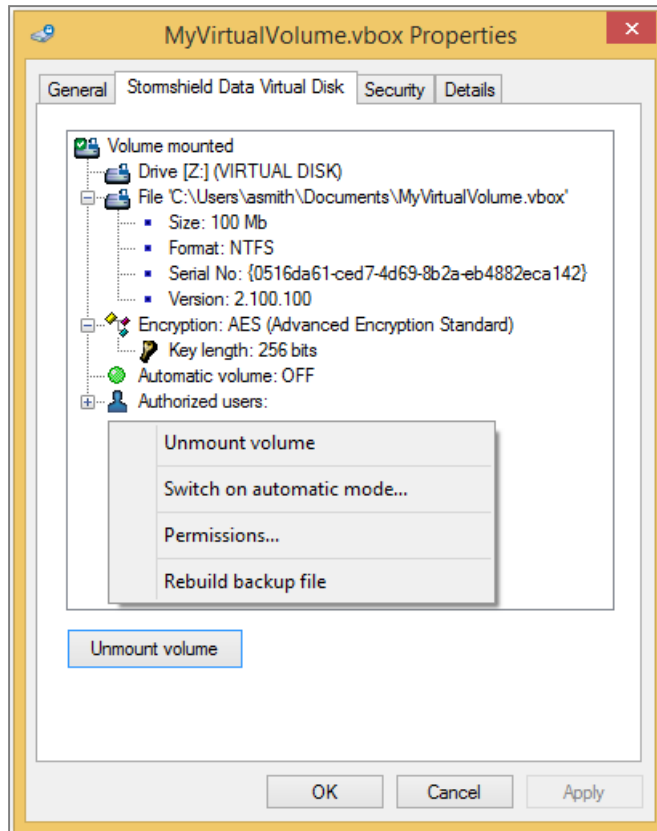 MyVirtualVolume.vbox Properties
General Stormshield Data Virtual Disk Security Details
Volume mounted
Drive [Z:] (VIRTUAL DISK)
File 'C:\Users\asmith\Documents\MyVirtualVolume.vbox'
Size: 100 Mb
Format: NTFS
Serial No: {0516da61-ced7-4d69-8b2a-eb4882eca142}
Version: 2.100.100
Encryption: AES (Advanced Encryption Standard)
Key length: 256 bits
Automatic volume: OFF
Authorized users:
Unmount volume
Switch on automatic mode...
Permissions...
Rebuild backup file
Unmount volume
OK Cancel Apply